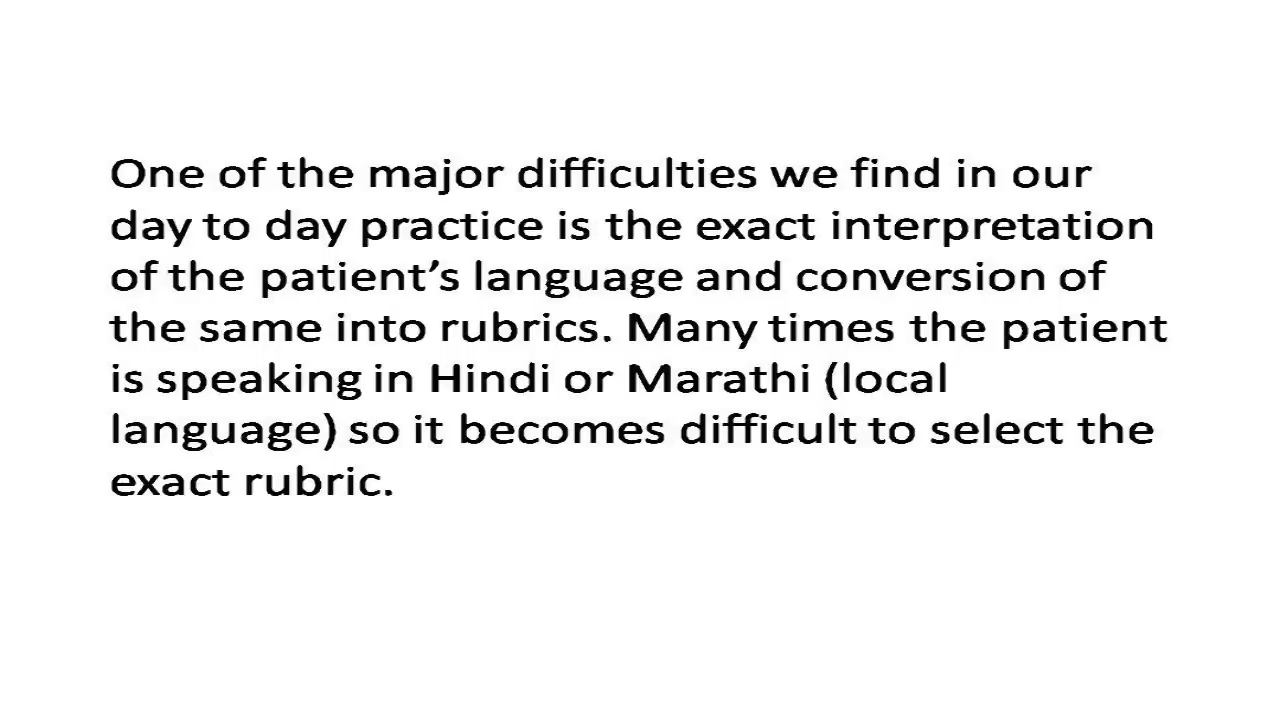 One of the major difficulties we find in our
day to day practice is the exact interpretation
of the patient’s language and conversion of
the same into rubrics. Many times the patient
is speaking in Hindi or Marathi (local
language) so it becomes difficult to select the
exact rubric.